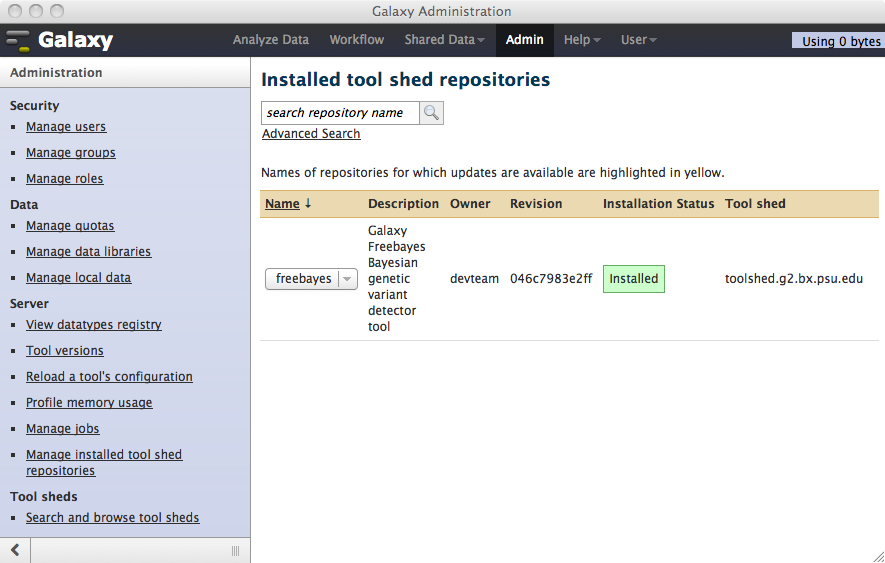 Galaxy Administration
Galaxy
Analyze Data
Workflow
Shared Data
Admin
Help
User
Using 0 bytes
Administration
Security
Manage users
Manage groups
Manage roles
Data
Manage quotas
Manage data libraries
Manage local data
Server
View datatypes registry
Tool versions
Reload a tool's configuration
Profile memory usage
Manage jobs
Manage installed tool shed
repositories
Tool sheds
Search and browse tool sheds
Installed tool shed repositories
search repository name
Advanced Search
Names of repositories for which updates are available are highlighted in yellow.
Name ↓ Description Owner Revision Installation Status Tool shed
freebayes
Galaxy
Freebayes
Bayesian
genetic
variant
detector
tool
devteam
046c7983e2ff
Installed
toolshed.g2.bx.psu.edu